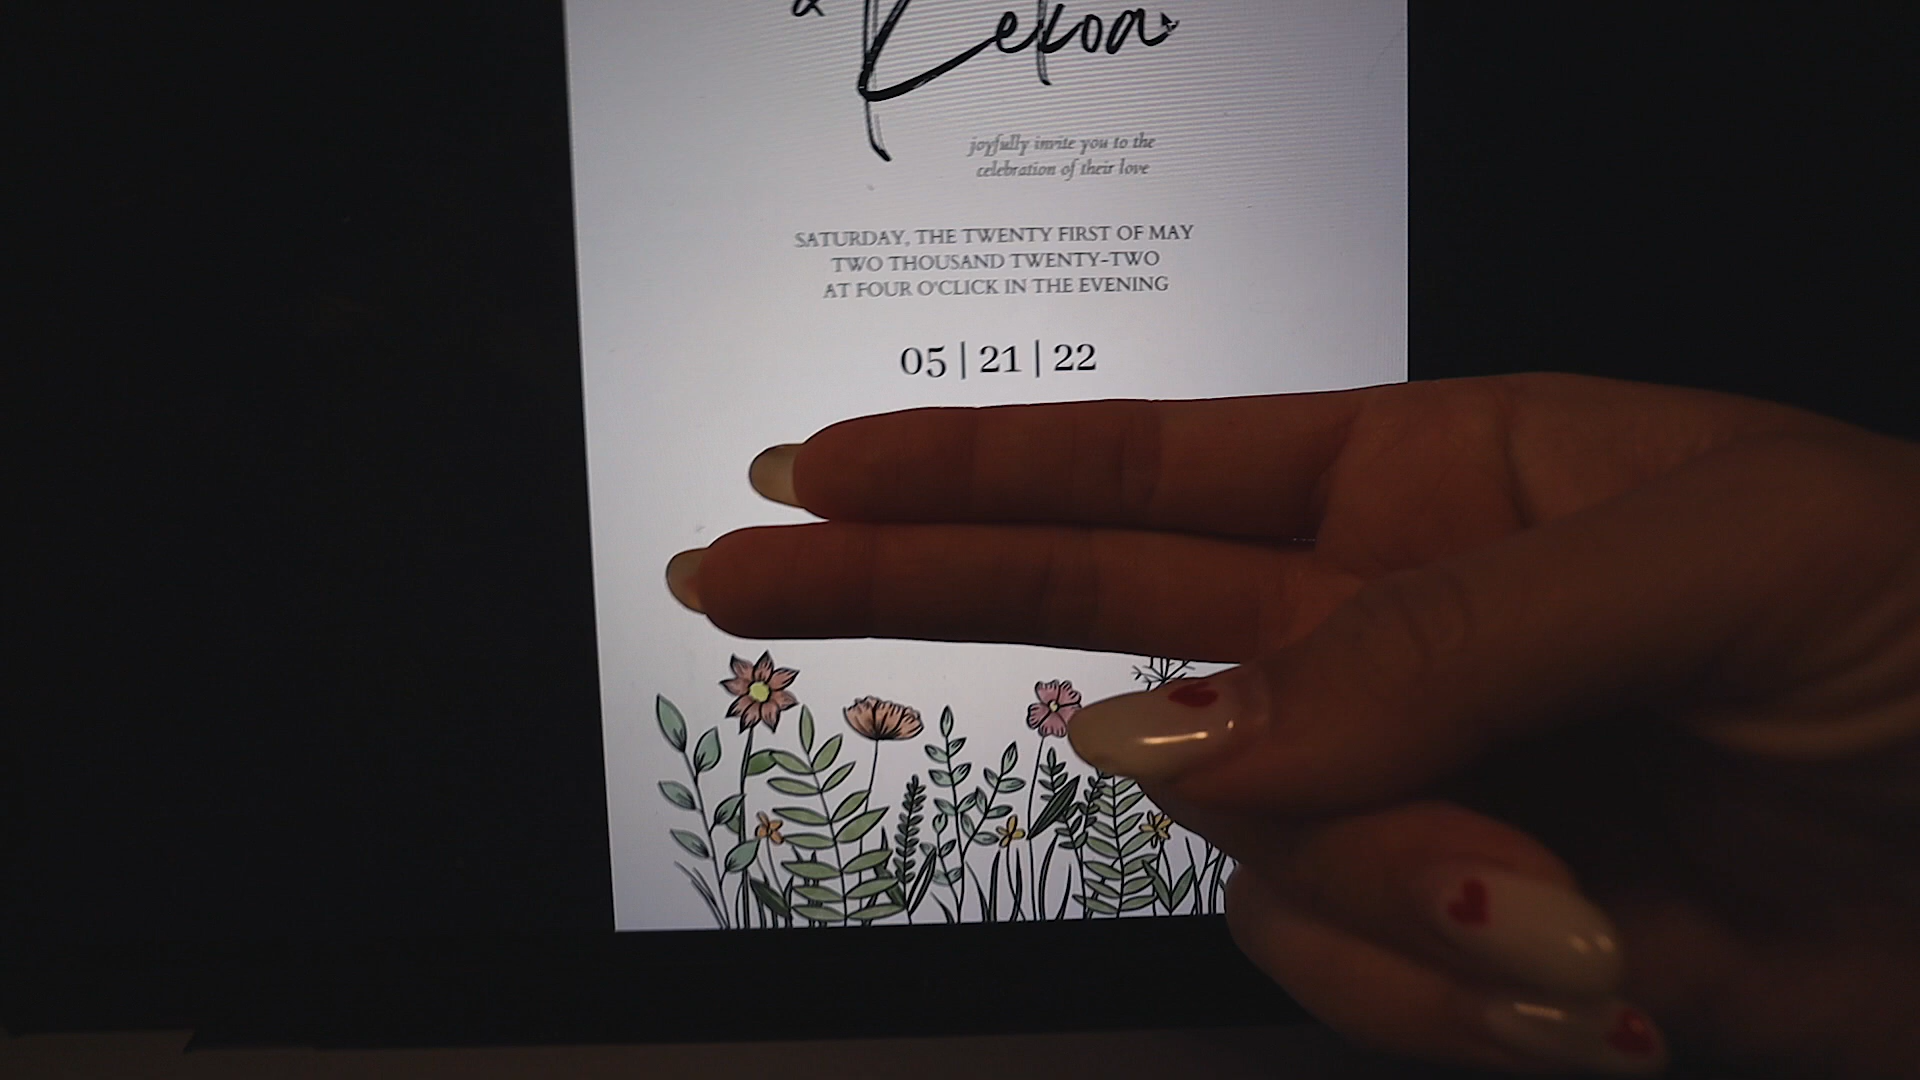 &
Kekoa
joyfully invite you to the
celebration of their love
SATURDAY, THE TWENTY FIRST OF MAY
TWO THOUSAND TWENTY-TWO
AT FOUR O'CLICK IN THE EVENING
05 | 21 | 22